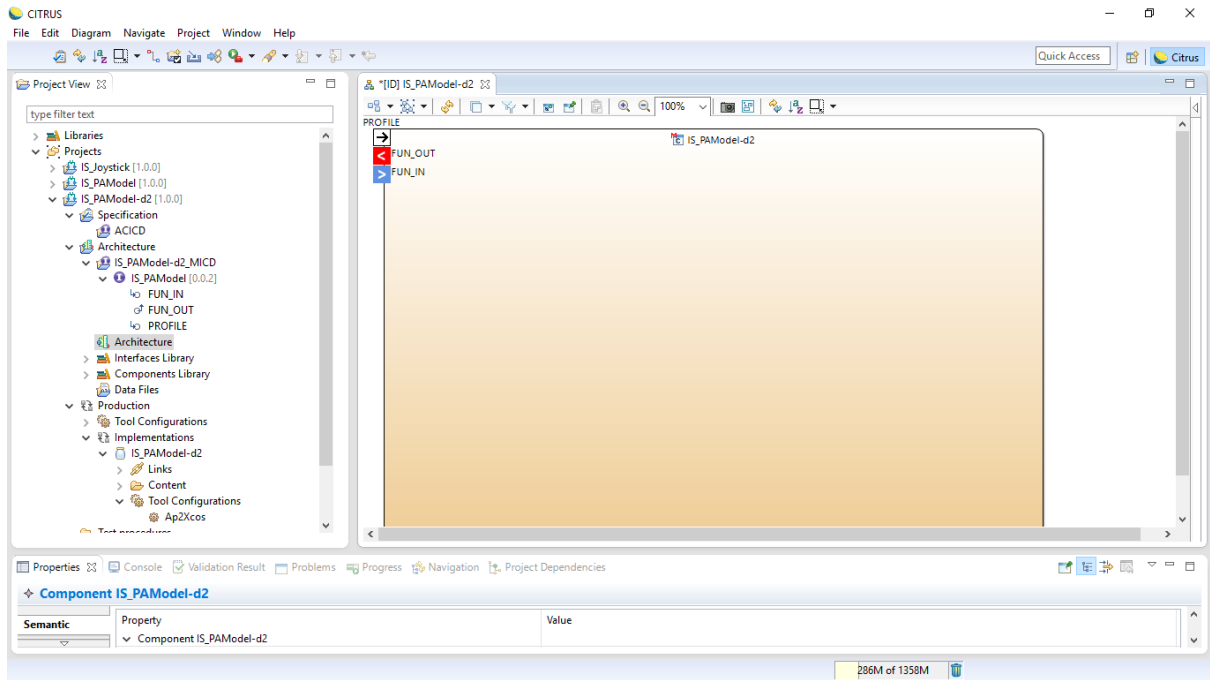 CITRUS
File Edit Diagram Navigate Project Window Help
Quick Access
Citrus
Project View
type filter text
Libraries
Projects
IS_Joystick [1.0.0]
IS_PAModel [1.0.0]
IS_PAModel-d2 [1.0.0]
Specification
ACICD
Architecture
IS_PAModel-d2_MICD
IS_PAModel [0.0.2]
FUN_IN
FUN_OUT
PROFILE
Architecture
Interfaces Library
Components Library
Data Files
Production
Tool Configurations
Implementations
IS_PAModel-d2
Links
Content
Tool Configurations
Ap2Xcos
Test procedures
*[ID] IS_PAModel-d2
100%
PROFILE
IS_PAModel-d2
FUN_OUT
FUN_IN
Properties Console Validation Result Problems Progress Navigation Project Dependencies
Component IS_PAModel-d2
Semantic
Property Value
Component IS_PAModel-d2
286M of 1358M